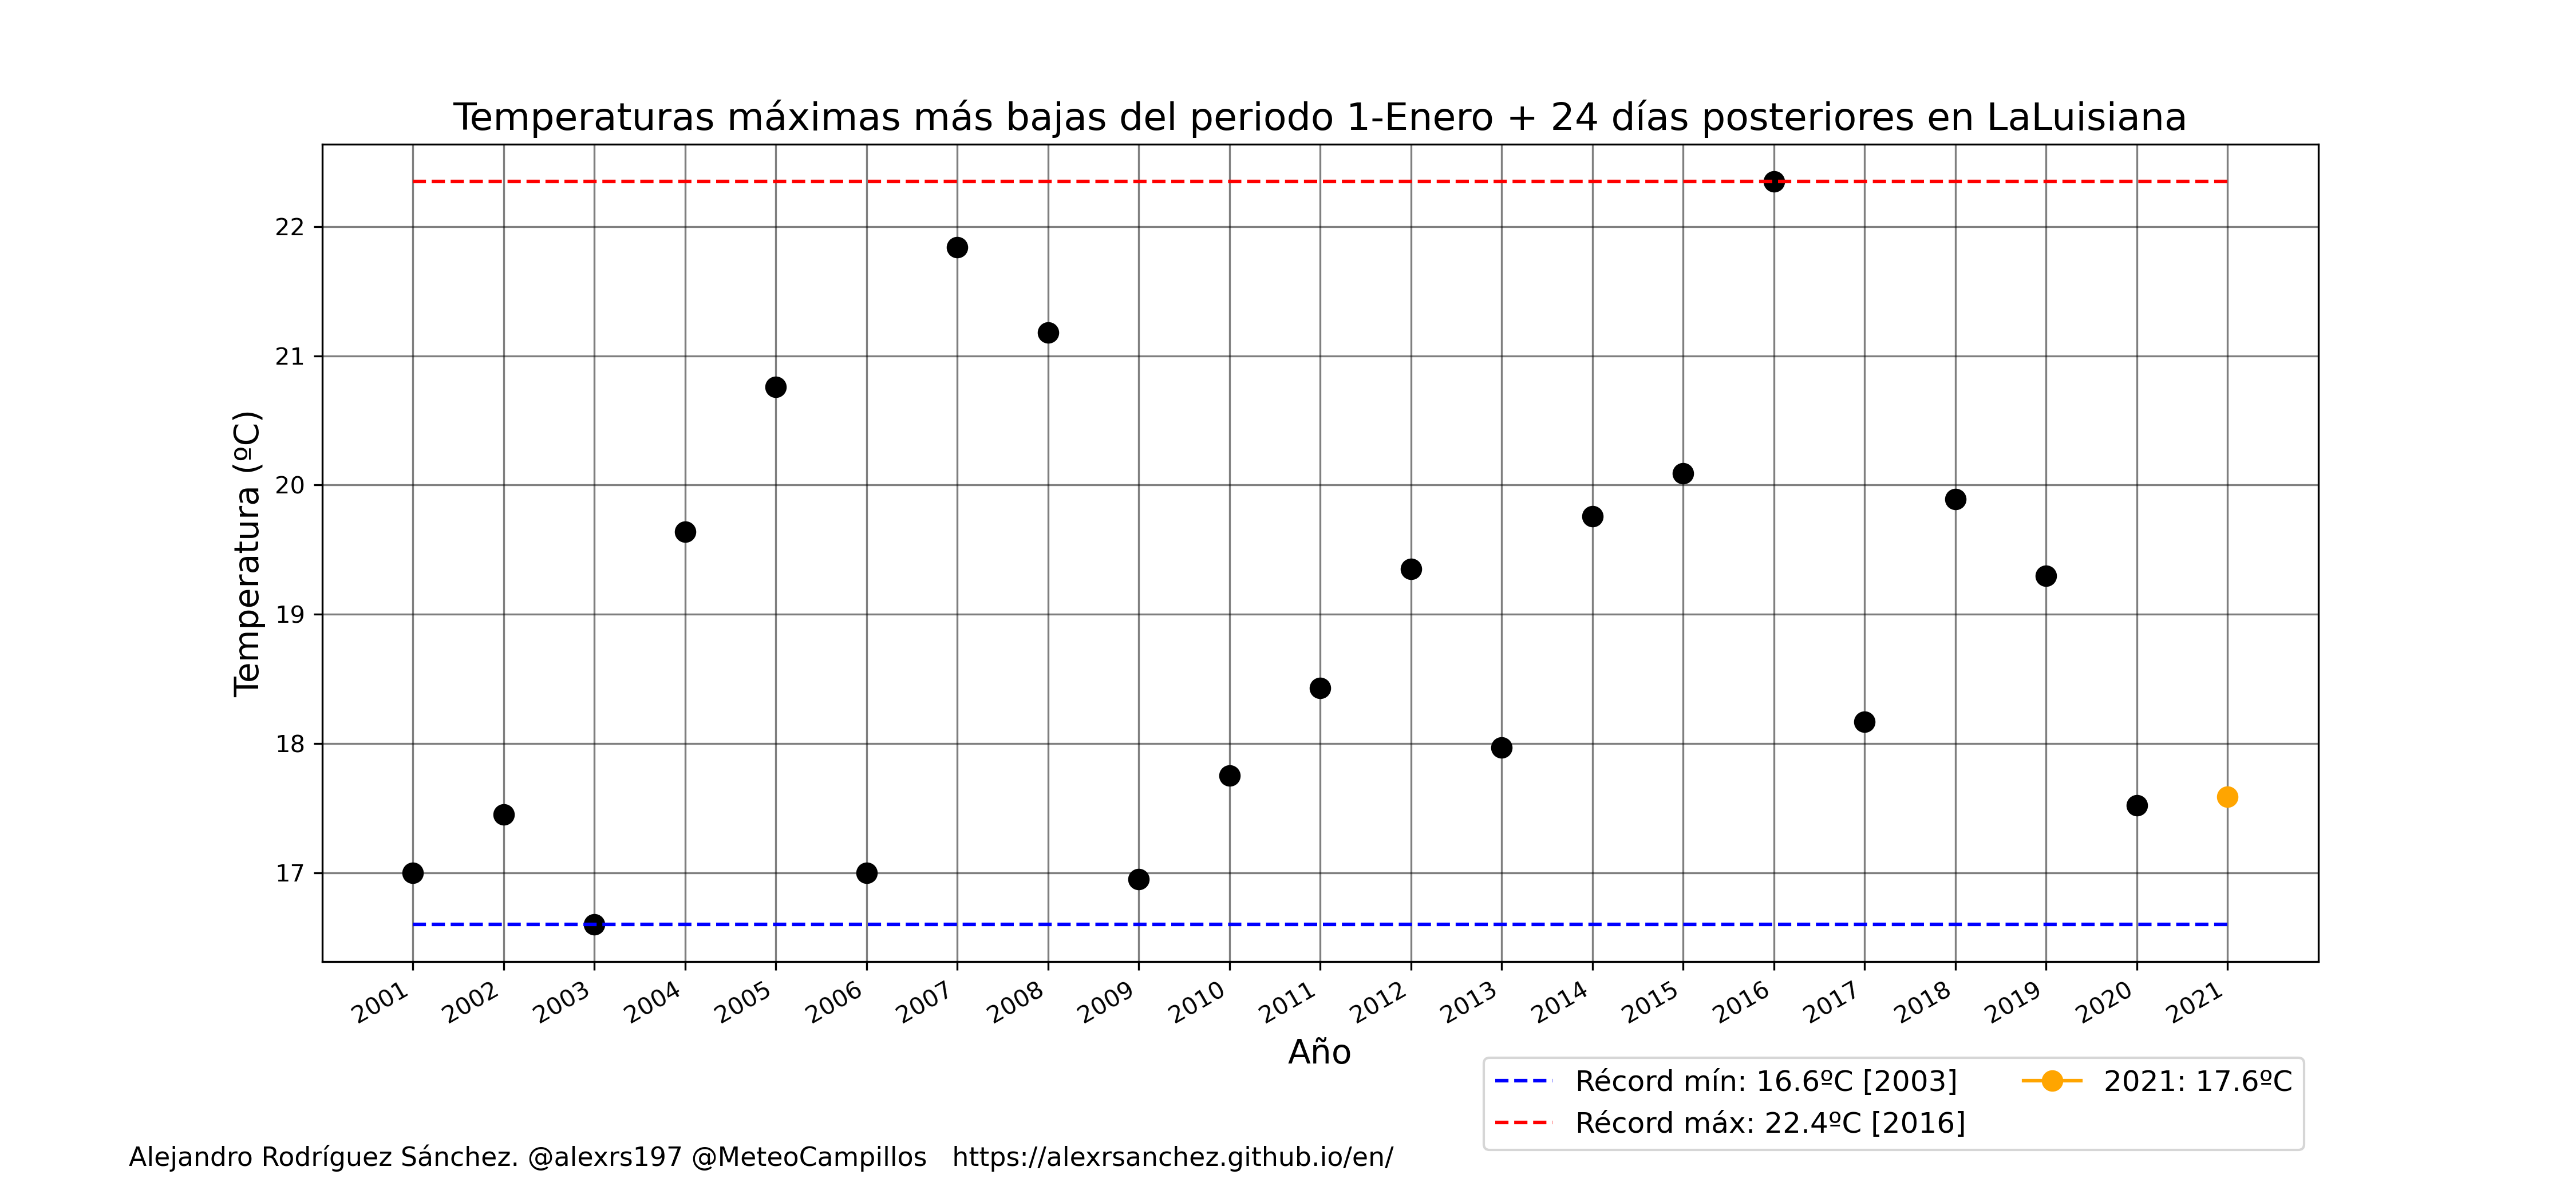 Temperaturas máximas más bajas del periodo 1-Enero + 24 días posteriores en LaLuisiana
Temperatura (ºC)
22
21
20
19
18
17
2001 2002 2003 2004 2005 2006 2007 2008 2009 2010 2011 2012 2013 2014 2015 2016 2017 2018 2019 2020 2021
Año
Récord mín: 16.6ºC [2003]
Récord máx: 22.4ºC [2016]
2021: 17.6ºC
Alejandro Rodríguez Sánchez. @alexrs197 @MeteoCampillos https://alexrsanchez.github.io/en/